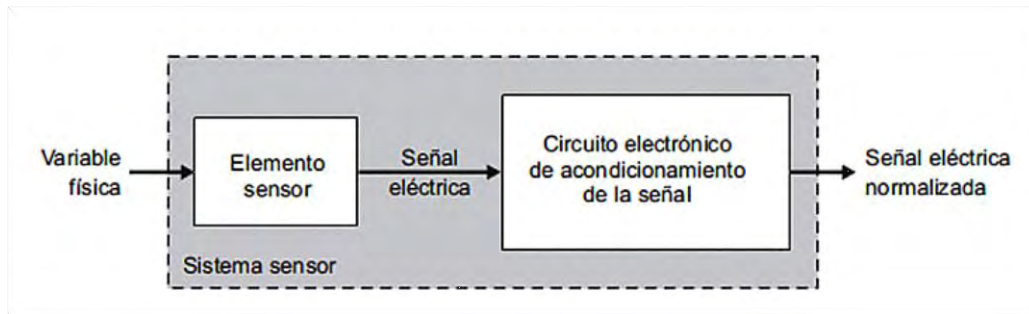 Variable
física
Elemento
sensor
Señal
eléctrica
Circuito electrónico
de acondicionamiento
de la señal
Señal eléctrica
normalizada
Sistema sensor